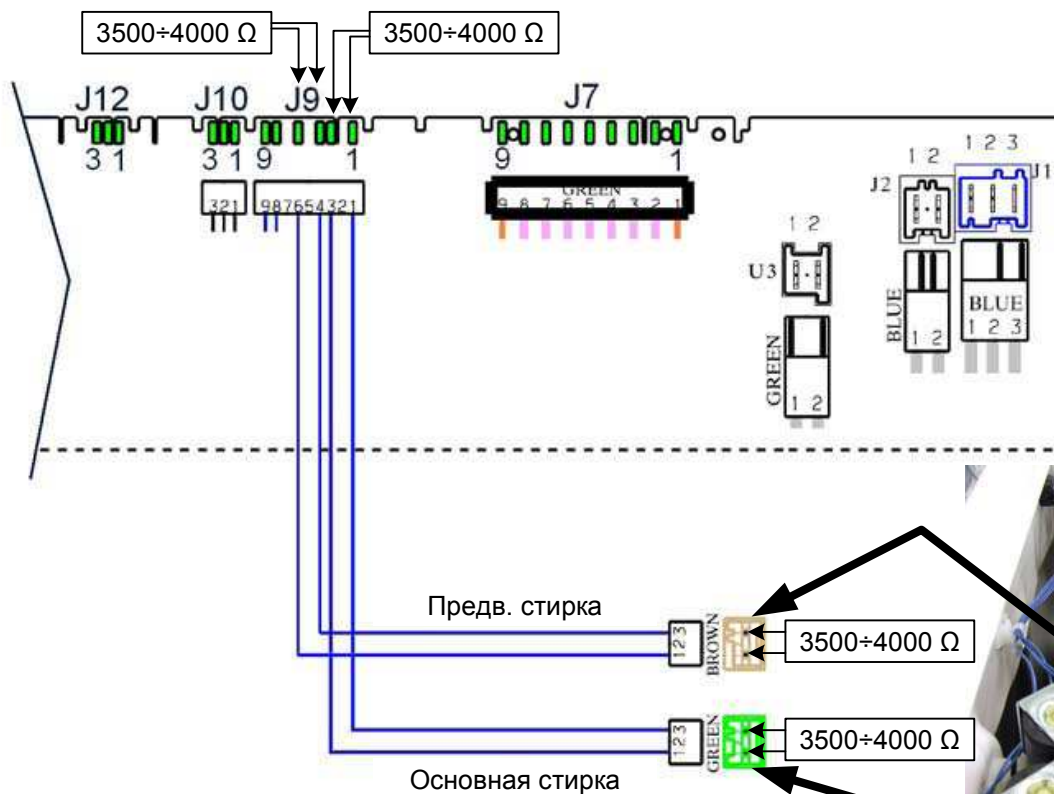 3500÷4000 Ω 3500÷4000 Ω
J12 J10 J9 J7
3 1 3 1 9 1 9 1
1 2 1 2 3
J2 J1
321 987654321
GREEN
9 8 7 6 5 4 3 2 1
1 2
U3
BLUE
1 2
BLUE
1 2 3
GREEN
1 2
Предв. стирка
123
BROWN
3500÷4000 Ω
123
GREEN
3500÷4000 Ω
Основная стирка